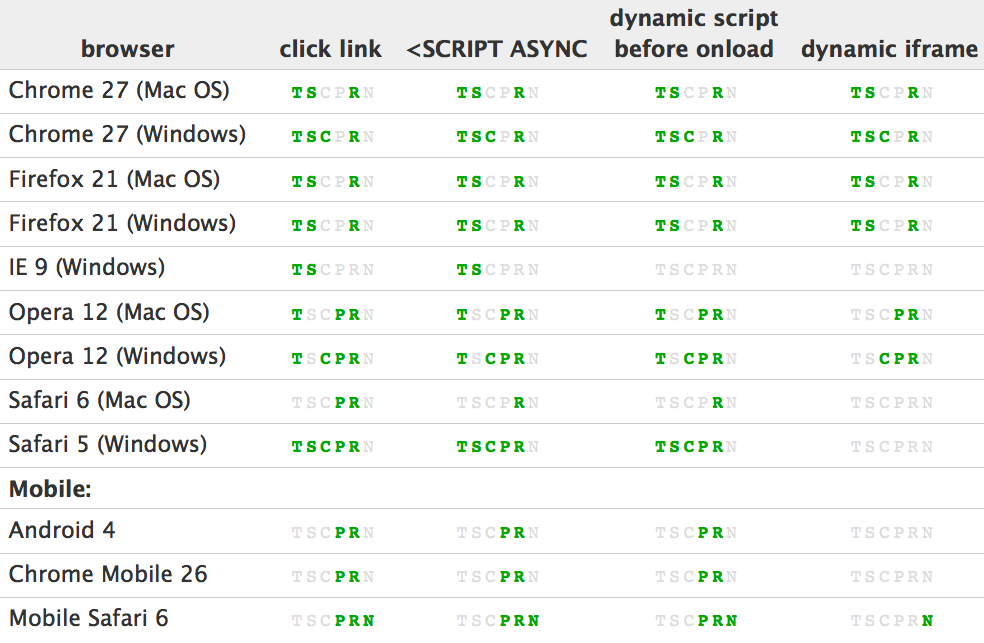 dynamic script
browser click link <SCRIPT ASYNC before onload dynamic iframe
Chrome 27 (Mac OS) TSCPRN TSCPRN TSCPRN TSCPRN
Chrome 27 (Windows) TSCPRN TSCPRN TSCPRN TSCPRN
Firefox 21 (Mac OS) TSCPRN TSCPRN TSCPRN TSCPRN
Firefox 21 (Windows) TSCPRN TSCPRN TSCPRN TSCPRN
IE 9 (Windows) TSCPRN TSCPRN TSCPRN TSCPRN
Opera 12 (Mac OS) TSCPRN TSCPRN TSCPRN TSCPRN
Opera 12 (Windows) TSCPRN TSCPRN TSCPRN TSCPRN
Safari 6 (Mac OS) TSCPRN TSCPRN TSCPRN TSCPRN
Safari 5 (Windows) TSCPRN TSCPRN TSCPRN TSCPRN
Mobile:
Android 4 TSCPRN TSCPRN TSCPRN TSCPRN
Chrome Mobile 26 TSCPRN TSCPRN TSCPRN TSCPRN
Mobile Safari 6 TSCPRN TSCPRN TSCPRN TSCPRN